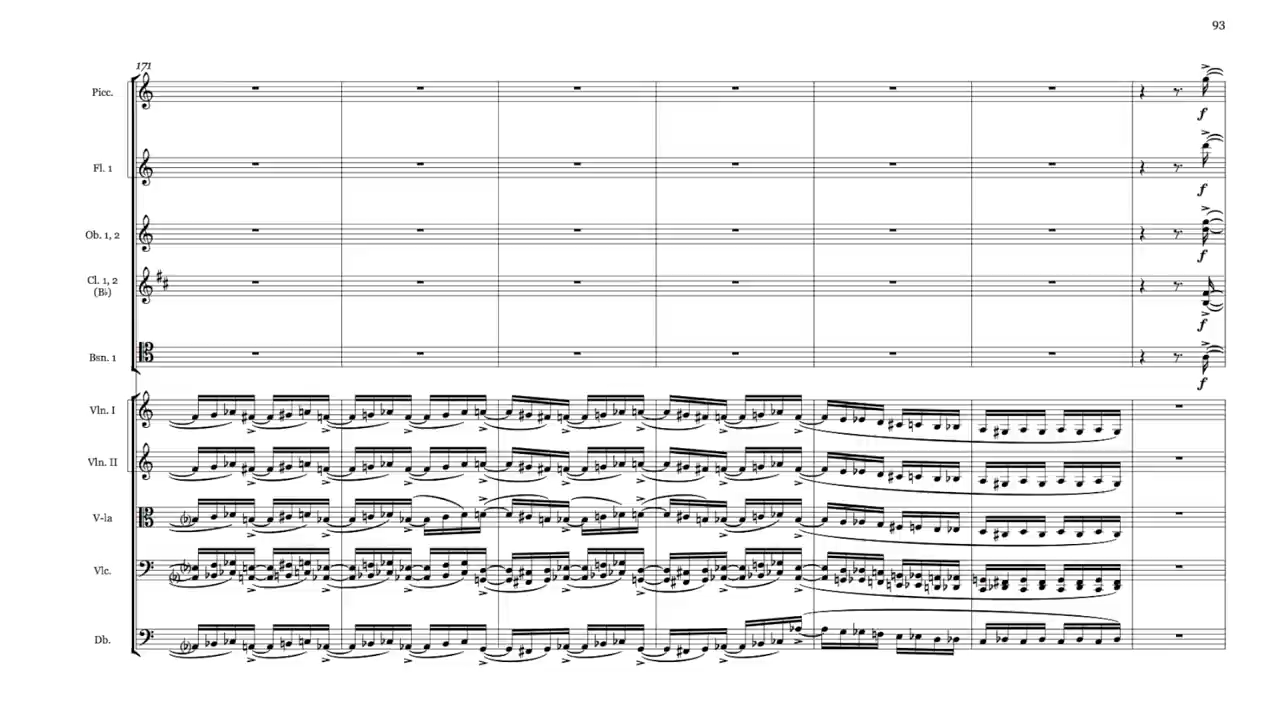 93
171
Picc.
f
Fl. 1
f
Ob. 1, 2
f
Cl. 1, 2
(B♭)
f
Bsn. 1
f
Vln. I
Vln. II
V-la
Vlc.
Db.